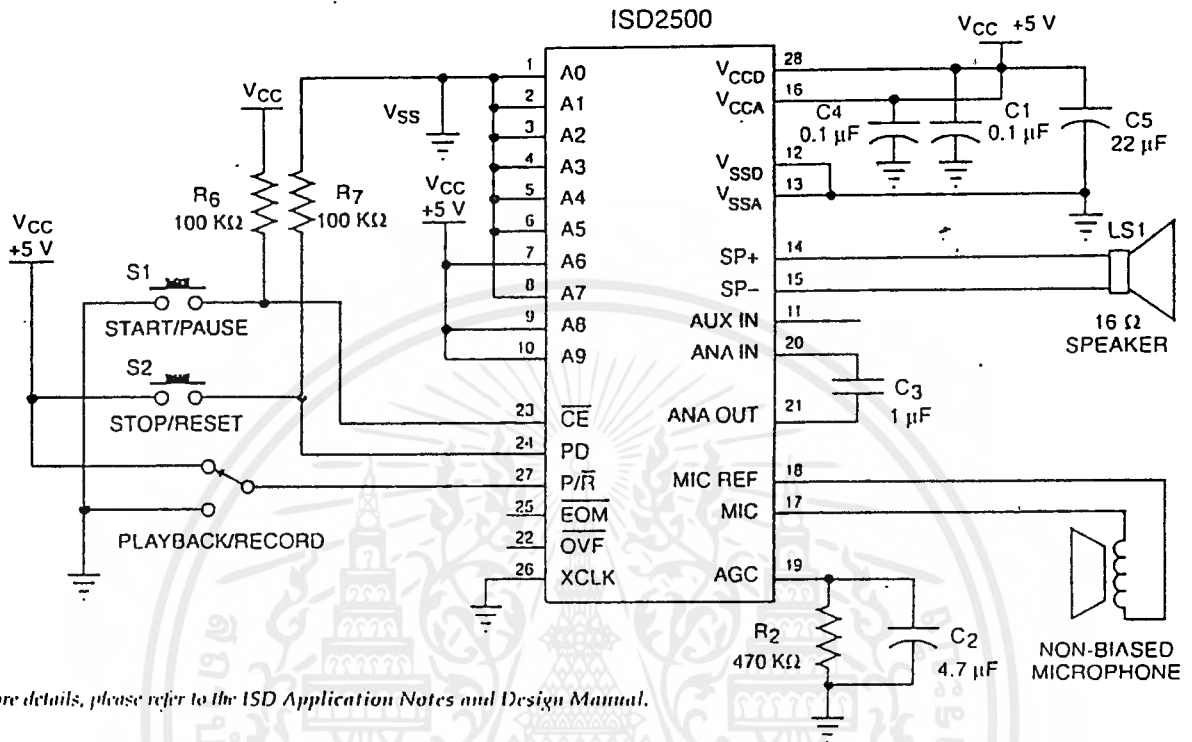 ISD2500
VCC +5 V
1 A0 VCCD 28
2 A1 VCCA 16
3 A2
4 A3 VSSD 12
5 A4 VSSA 13
6 A5
7 A6 SP+ 14
8 A7 SP− 15
9 A8 AUX IN 11
10 A9 ANA IN 20
23 C̅E̅ ANA OUT 21
24 PD
27 P/R̅ MIC REF 18
25 E̅O̅M̅ MIC 17
22 O̅V̅F̅
26 XCLK AGC 19
VCC
VSS
R6
100 KΩ
R7
100 KΩ
VCC
+5 V
VCC
+5 V
S1
START/PAUSE
S2
STOP/RESET
PLAYBACK/RECORD
C4
0.1 µF
C1
0.1 µF
C5
22 µF
LS1
16 Ω
SPEAKER
C3
1 µF
R2
470 KΩ
C2
4.7 µF
NON-BIASED
MICROPHONE
details, please refer to the ISD Application Notes and Design Manual.